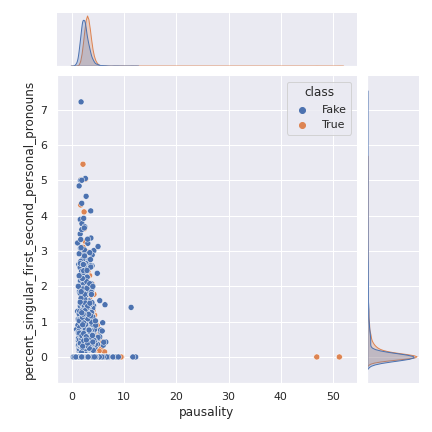 class
Fake
True
percent_singular_first_second_personal_pronouns
7
6
5
4
3
2
1
0
0 10 20 30 40 50
pausality